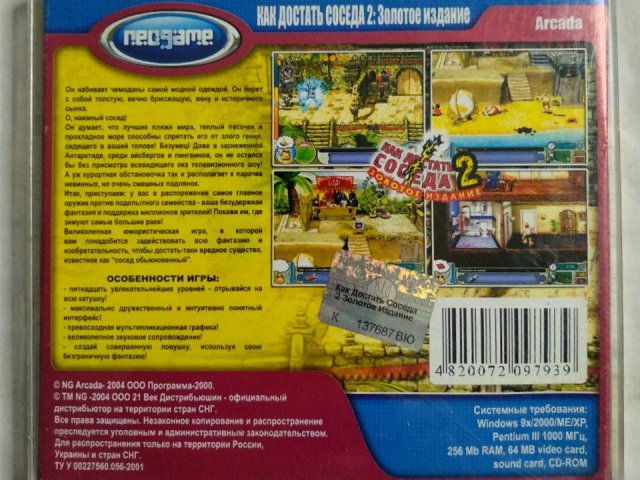 КАК ДОСТАТЬ СОСЕДА 2: Золотое издание
Arcada
neogame
Он набивает чемоданы самой модной одеждой. Он берет
с собой толстую, вечно брюзжащую, жену и истеричного
сынка.
О, наивный сосед!
Он думает, что лучшие пляжи мира, теплый песочек и
прохладное море способны спрятать его от злого гения,
сидящего в вашей голове! Безумец! Даже в заснеженной
Антарктиде, среди айсбергов и пингвинов, он не остался
бы без присмотра всевидящего ока телевизионного шоу!
А уж курортная обстановочка так и располагает к парочке
невинных, но очень смешных подлянок.
Итак, приступаем: у вас в распоряжении самое главное
оружие против подопытного семейства - ваша безудержная
фантазия и поддержка миллионов зрителей! Покажи им, где
зимуют самые большие раки!
Великолепная юмористическая игра, в которой
вам понадобится задействовать всю фантазию и
изобретательность, чтобы достать-таки вредное существо,
известное как "сосед обыкновенный".
ОСОБЕННОСТИ ИГРЫ:
- пятнадцать увлекательнейших уровней - отрывайся на
всю катушку!
- максимально дружественный и интуитивно понятный
интерфейс!
- превосходная мультипликационная графика!
- великолепное звуковое сопровождение!
- создай совершенную ловушку, используя свою
безграничную фантазию!
КАК ДОСТАТЬ
СОСЕДА 2
ЗОЛОТОЕ ИЗДАНИЕ
Как Достать Соседа
2 Золотое Издание
К 137687 ВЮ
4820072097939
© NG Arcada- 2004 ООО Программа-2000.
© TM NG -2004 ООО 21 Век Дистрибьюшин - официальный
дистрибьютор на территории стран СНГ.
Все права защищены. Незаконное копирование и распространение
преследуется уголовным и административным законодательством.
Для распространения только на территории России,
Украины и стран СНГ.
ТУ У 00227560.056-2001
Системные требования:
Windows 9x/2000/ME/XP,
Pentium III 1000 МГц,
256 Mb RAM, 64 MB video card,
sound card, CD-ROM